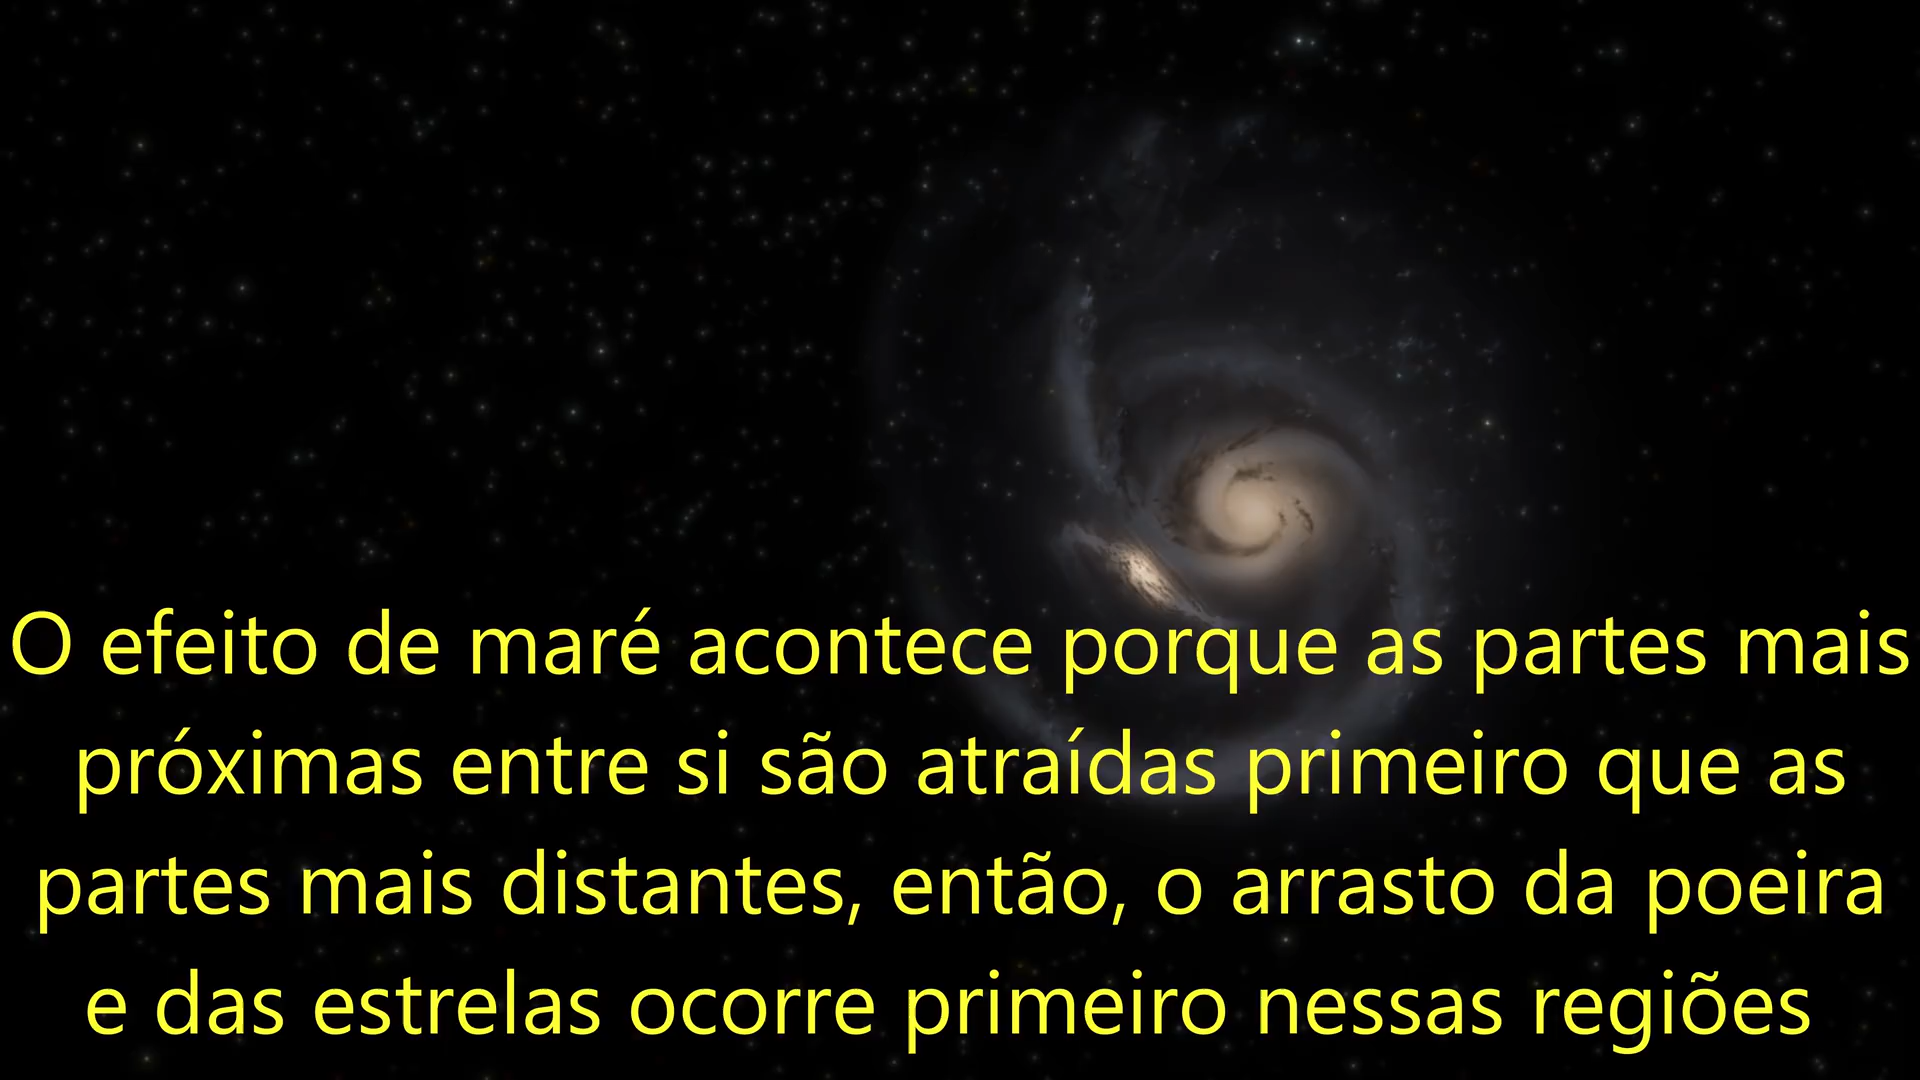 O efeito de maré acontece porque as partes mais
próximas entre si são atraídas primeiro que as
partes mais distantes, então, o arrasto da poeira
e das estrelas ocorre primeiro nessas regiões